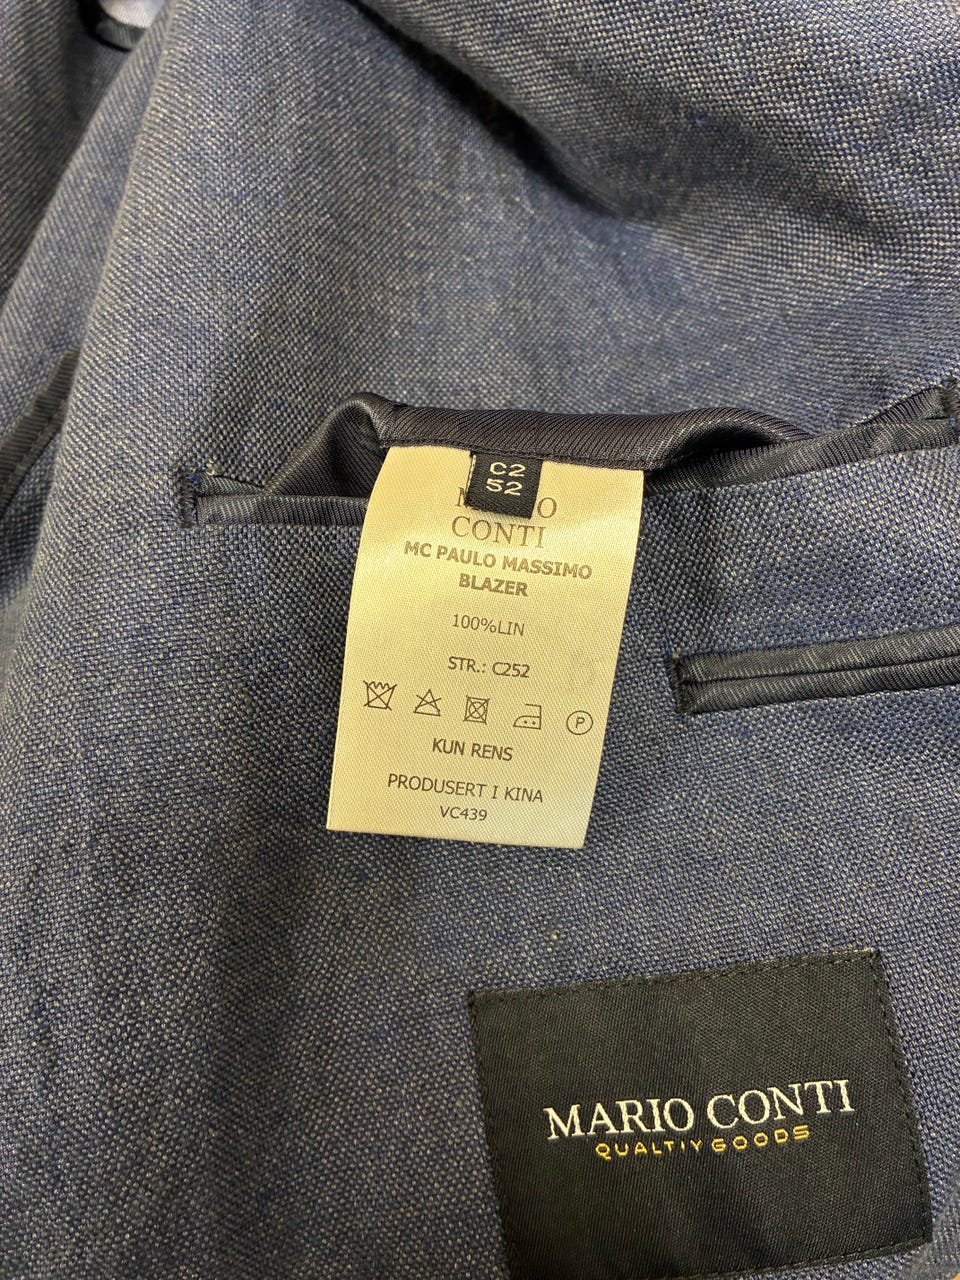 C2
52
CONTI
MC PAULO MASSIMO
BLAZER
100%LIN
STR.: C252
P
KUN RENS
PRODUSERT I KINA
VC439
MARIO CONTI
QUALTIY GOODS